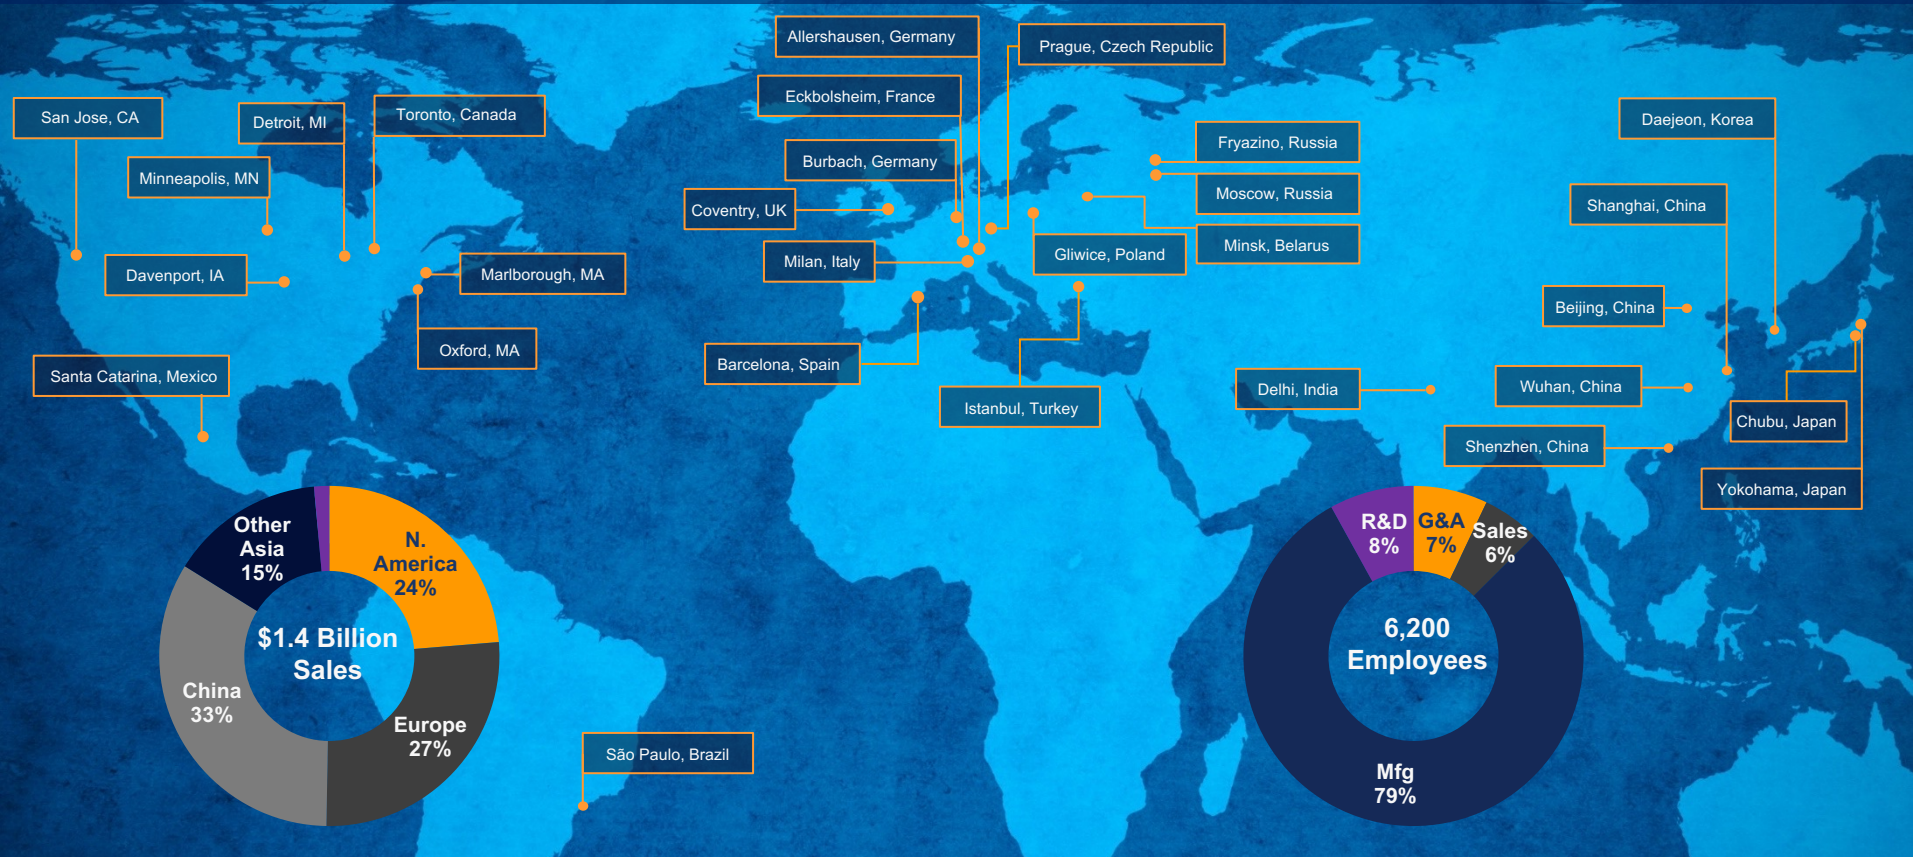 Allershausen, Germany
Prague, Czech Republic
Eckbolsheim, France
San Jose, CA
Detroit, MI
Toronto, Canada
Daejeon, Korea
Fryazino, Russia
Burbach, Germany
Minneapolis, MN
Moscow, Russia
Coventry, UK
Shanghai, China
Minsk, Belarus
Gliwice, Poland
Milan, Italy
Davenport, IA
Marlborough, MA
Beijing, China
Oxford, MA
Barcelona, Spain
Santa Catarina, Mexico
Delhi, India
Wuhan, China
Istanbul, Turkey
Chubu, Japan
Shenzhen, China
Yokohama, Japan
Other
Asia
15%
N.
America
24%
$1.4 Billion
Sales
China
33%
Europe
27%
São Paulo, Brazil
R&D
8%
G&A
7%
Sales
6%
6,200
Employees
Mfg
79%